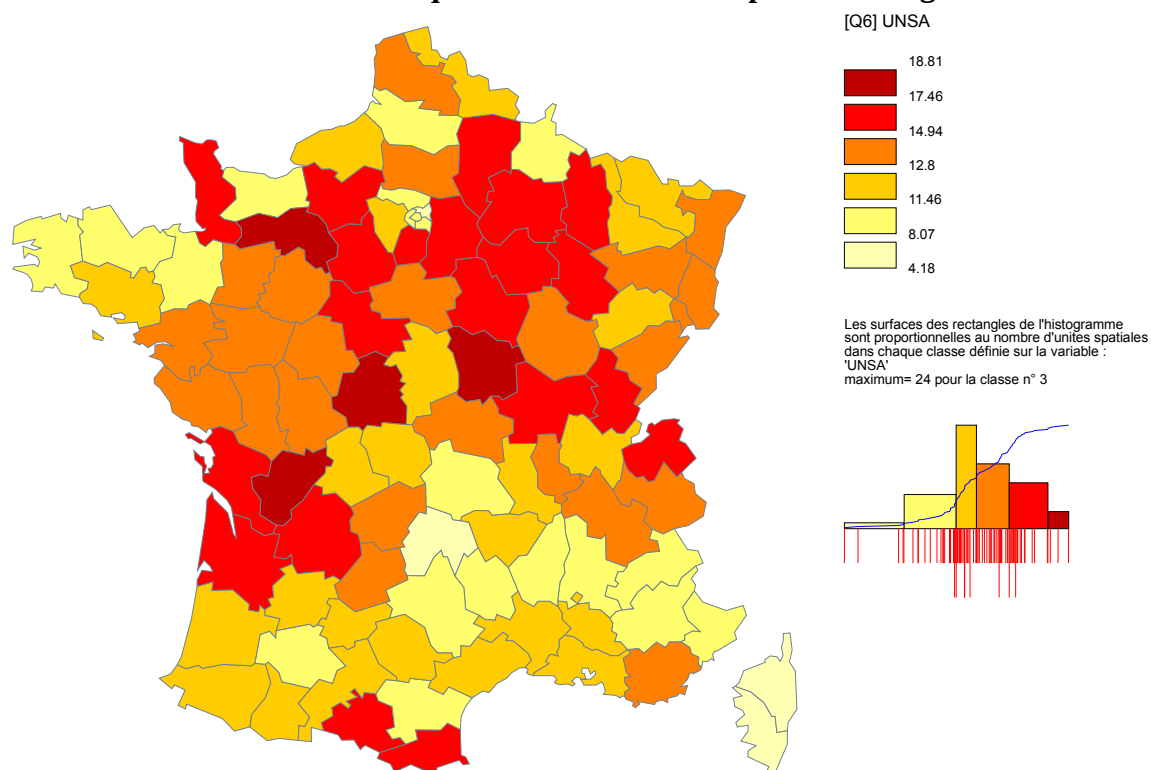 [Q6] UNSA
18.81
17.46
14.94
12.8
11.46
8.07
4.18
Les surfaces des rectangles de l'histogramme
sont proportionnelles au nombre d'unites spatiales
dans chaque classe définie sur la variable :
'UNSA'
maximum= 24 pour la classe n° 3